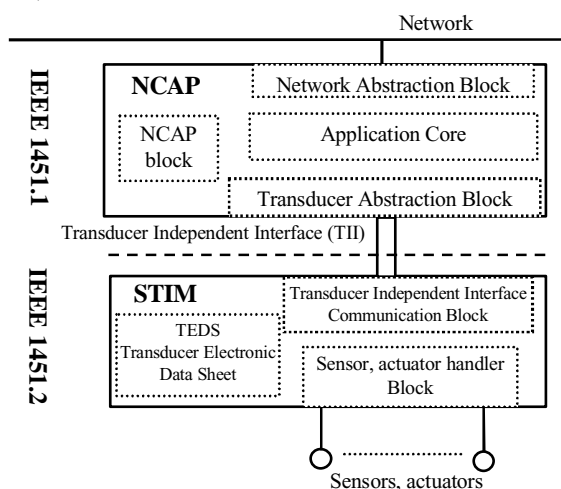 Network
IEEE 1451.1
NCAP
Network Abstraction Block
NCAP
block
Application Core
Transducer Abstraction Block
Transducer Independent Interface (TII)
IEEE 1451.2
STIM
Transducer Independent Interface
Communication Block
TEDS
Transducer Electronic
Data Sheet
Sensor, actuator handler
Block
Sensors, actuators